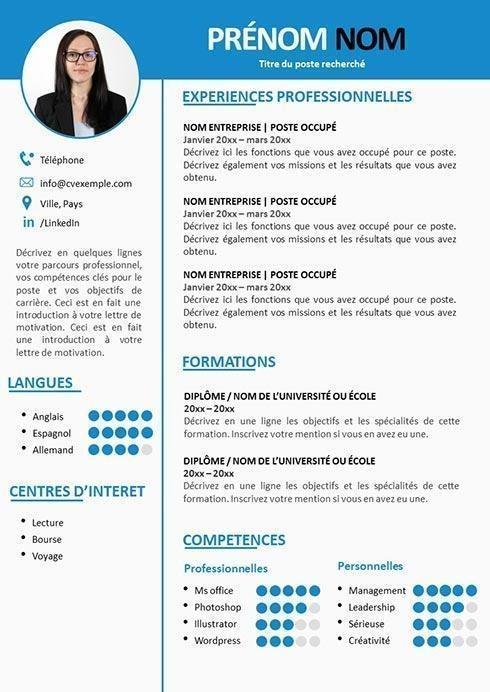 PRÉNOM NOM
Titre du poste recherché
Téléphone
info@cvexemple.com
Ville, Pays
in /LinkedIn
Décrivez en quelques lignes
votre parcours professionnel,
vos compétences clés pour le
poste et vos objectifs de
carrière. Ceci est en fait une
introduction à votre lettre de
motivation. Ceci est en fait
une introduction à votre
lettre de motivation.
LANGUES
Anglais
Espagnol
Allemand
CENTRES D’INTERET
Lecture
Bourse
Voyage
EXPERIENCES PROFESSIONNELLES
NOM ENTREPRISE | POSTE OCCUPÉ
Janvier 20xx – mars 20xx
Décrivez ici les fonctions que vous avez occupé pour ce poste.
Décrivez également vos missions et les résultats que vous avez
obtenu.
NOM ENTREPRISE | POSTE OCCUPÉ
Janvier 20xx – mars 20xx
Décrivez ici les fonctions que vous avez occupé pour ce poste.
Décrivez également vos missions et les résultats que vous avez
obtenu.
NOM ENTREPRISE | POSTE OCCUPÉ
Janvier 20xx – mars 20xx
Décrivez ici les fonctions que vous avez occupé pour ce poste.
Décrivez également vos missions et les résultats que vous avez
obtenu.
FORMATIONS
DIPLÔME / NOM DE L’UNIVERSITÉ OU ÉCOLE
20xx – 20xx
Décrivez en une ligne les objectifs et les spécialités de cette
formation. Inscrivez votre mention si vous en avez eu une.
DIPLÔME / NOM DE L’UNIVERSITÉ OU ÉCOLE
20xx – 20xx
Décrivez en une ligne les objectifs et les spécialités de cette
formation. Inscrivez votre mention si vous en avez eu une.
COMPETENCES
Professionnelles
Ms office
Photoshop
Illustrator
Wordpress
Personnelles
Management
Leadership
Sérieuse
Créativité